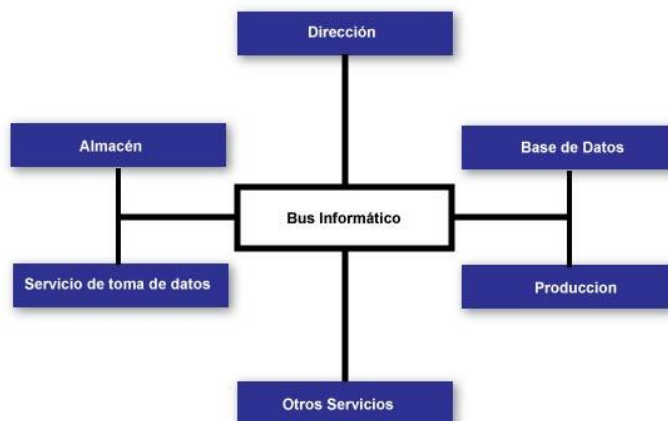 Dirección
Almacén
Base de Datos
Bus Informático
Servicio de toma de datos
Produccion
Otros Servicios